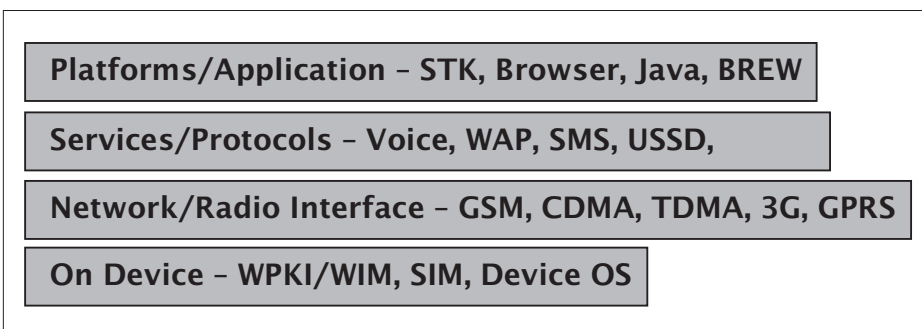 Platforms/Application – STK, Browser, Java, BREW
Services/Protocols – Voice, WAP, SMS, USSD,
Network/Radio Interface – GSM, CDMA, TDMA, 3G, GPRS
On Device – WPKI/WIM, SIM, Device OS